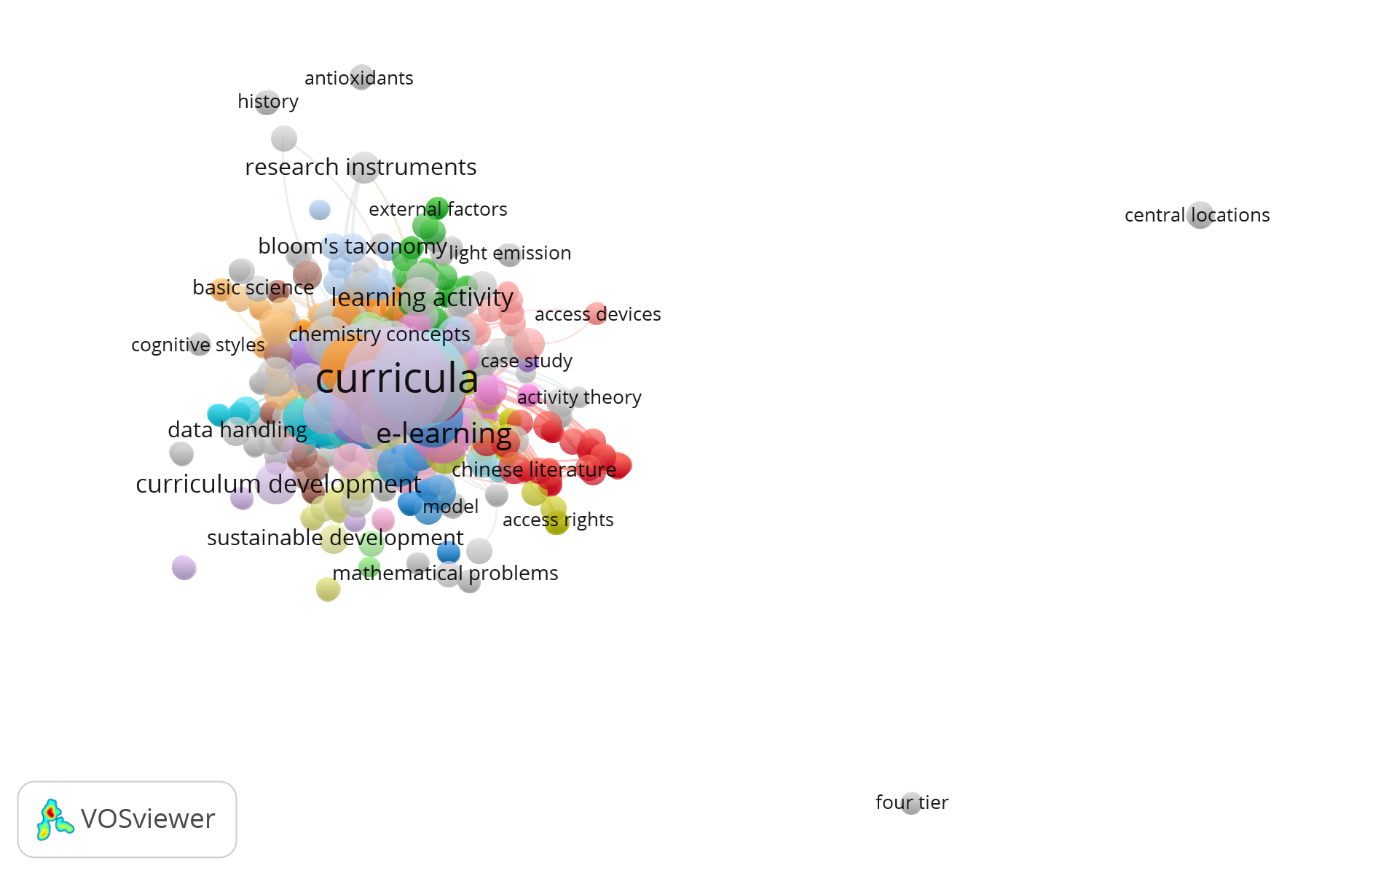 antioxidants
history
research instruments
external factors
central locations
bloom's taxonomy
light emission
basic science
learning activity
access devices
chemistry concepts
cognitive styles
case study
curricula
activity theory
data handling
e-learning
chinese literature
curriculum development
model
access rights
sustainable development
mathematical problems
four tier
VOSviewer